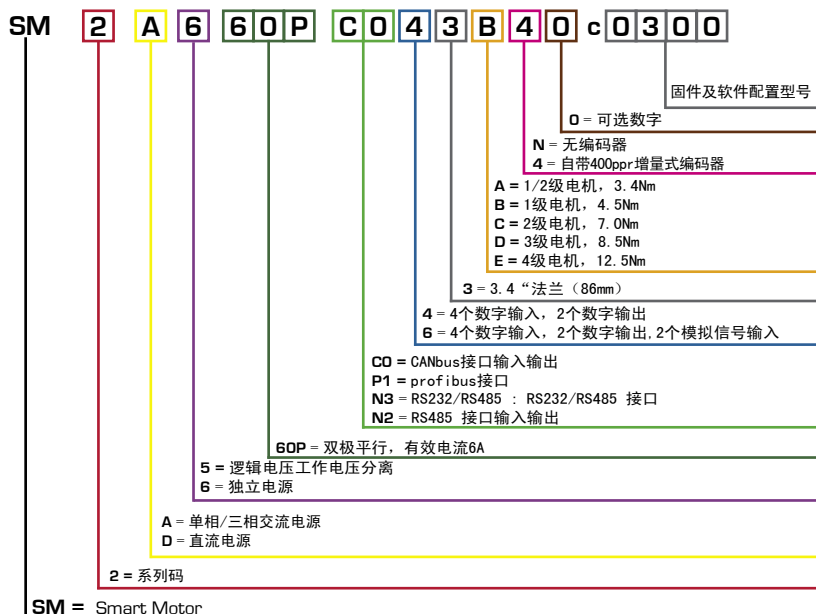 SM 2 A 6 60P C0 4 3 B 4 0 c 0300
固件及软件配置型号
0 = 可选数字
N = 无编码器
4 = 自带400ppr增量式编码器
A = 1/2级电机，3.4Nm
B = 1级电机，4.5Nm
C = 2级电机，7.0Nm
D = 3级电机，8.5Nm
E = 4级电机，12.5Nm
3 = 3.4“法兰（86mm）
4 = 4个数字输入，2个数字输出
6 = 4个数字输入，2个数字输出,2个模拟信号输入
C0 = CANbus接口输入输出
P1 = profibus接口
N3 = RS232/RS485 : RS232/RS485 接口
N2 = RS485 接口输入输出
60P = 双极平行，有效电流6A
5 = 逻辑电压工作电压分离
6 = 独立电源
A = 单相/三相交流电源
D = 直流电源
2 = 系列码
SM = Smart Motor